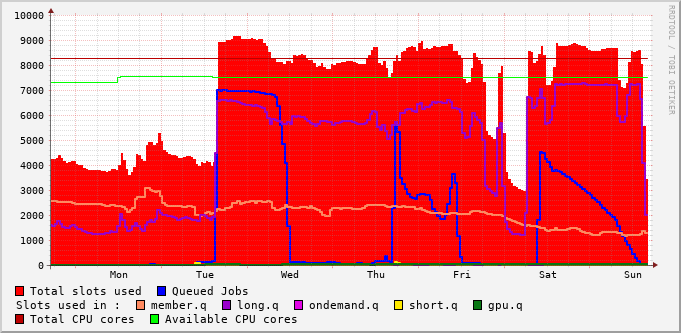 10000
9000
8000
7000
6000
5000
4000
3000
2000
1000
0
Mon Tue Wed Thu Fri Sat Sun
RRDTOOL / TOBI OETIKER
Total slots used Queued Jobs
Slots used in : member.q long.q ondemand.q short.q gpu.q
Total CPU cores Available CPU cores